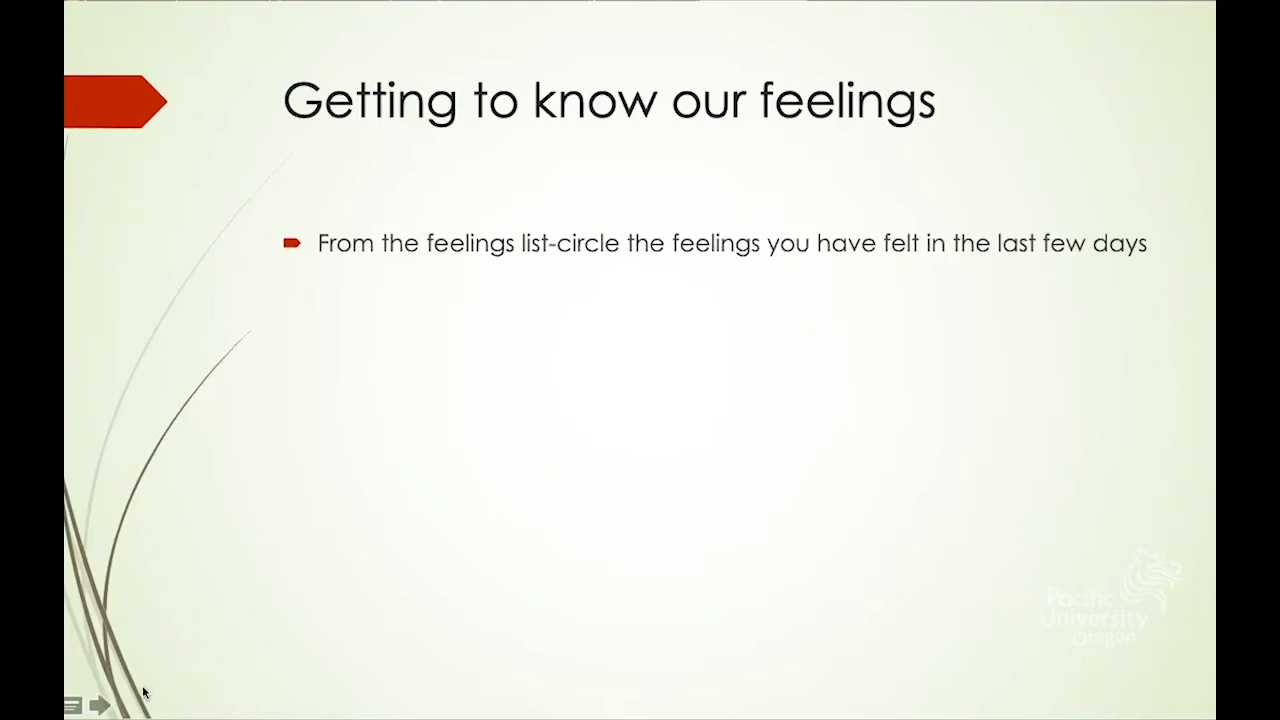 Getting to know our feelings
From the feelings list-circle the feelings you have felt in the last few days
Pacific
University
Oregon